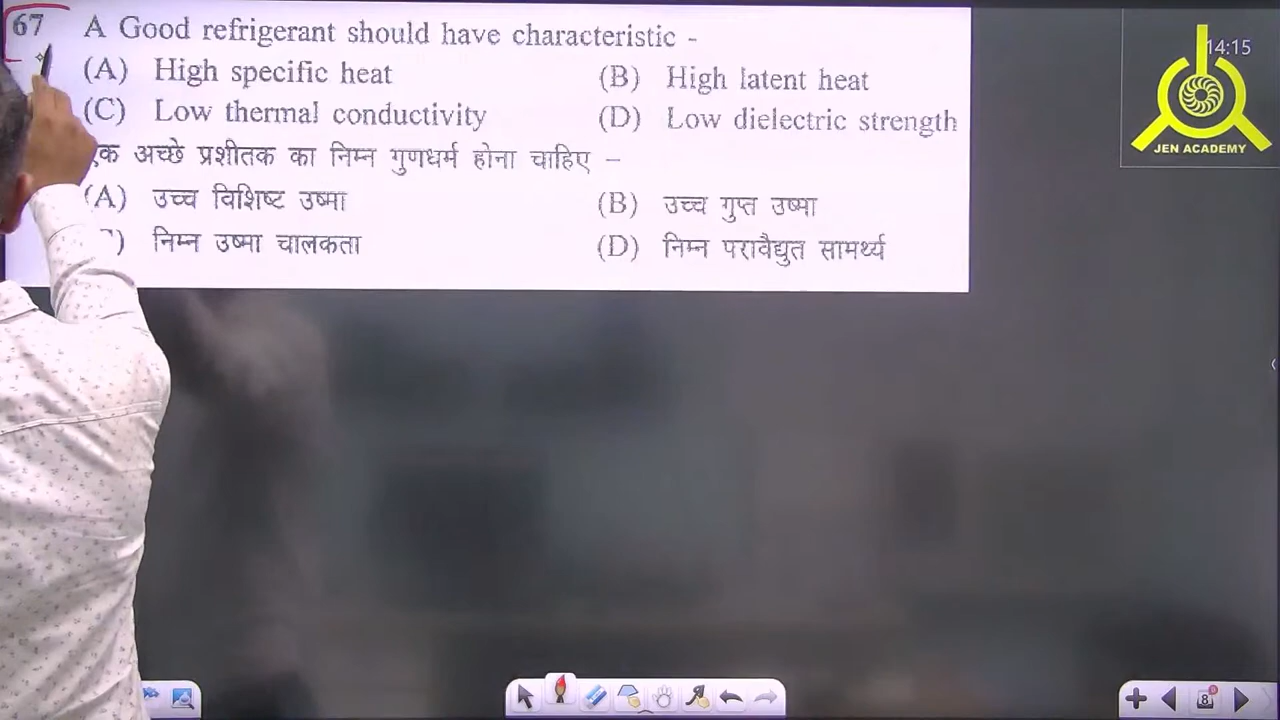 67 A Good refrigerant should have characteristic -
(A) High specific heat (B) High latent heat
(C) Low thermal conductivity (D) Low dielectric strength
अच्छे प्रशीतक का निम्न गुणधर्म होना चाहिए –
(A) उच्च विशिष्ट उष्मा (B) उच्च गुप्त उष्मा
) निम्न उष्मा चालकता (D) निम्न परावैद्युत सामर्थ्य
14:15
JEN ACADEMY
8